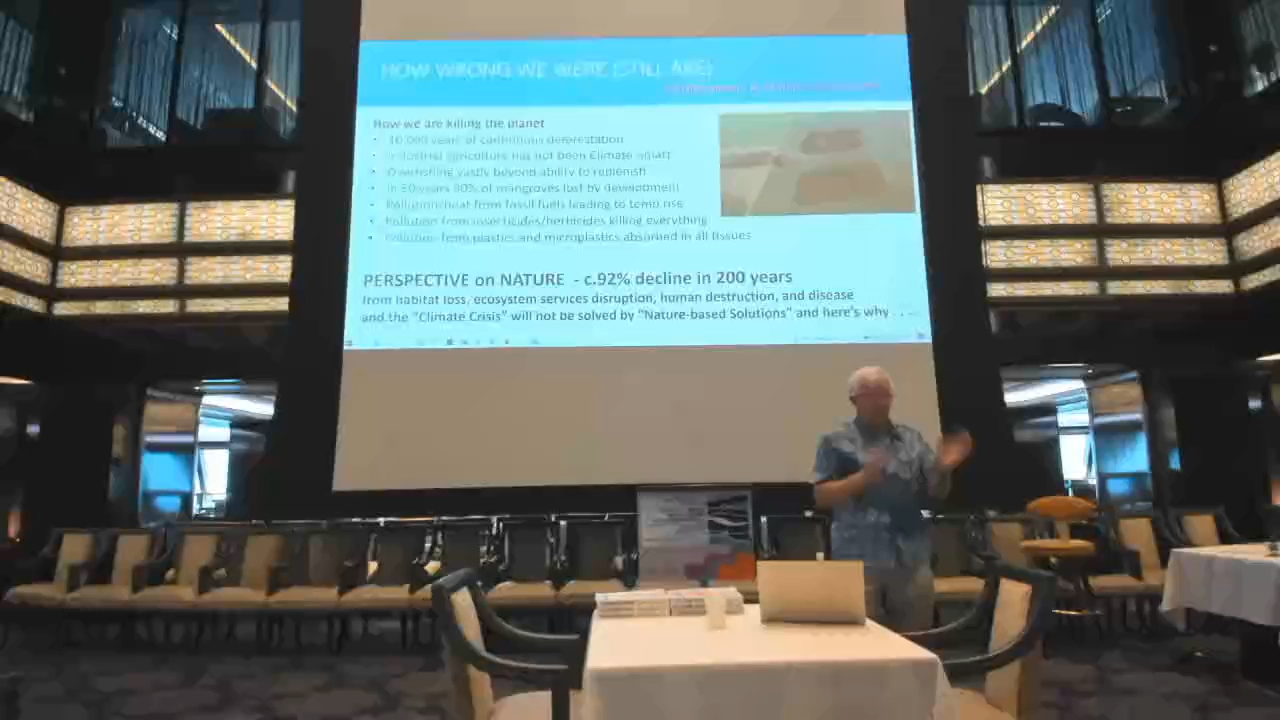 HOW WRONG WE WERE (STILL ARE)
How we are killing the planet
• 10,000 years of continuous deforestation
• Industrial agriculture has not been Climate Smart
• Overfishing vastly beyond ability to replenish
• In 50 years 90% of mangroves lost by development
• Pollution/heat from fossil fuels leading to temp rise
• Pollution from insecticides/herbicides killing everything
• Pollution from plastics and microplastics absorbed in all tissues
PERSPECTIVE on NATURE - c.92% decline in 200 years
from habitat loss, ecosystem services disruption, human destruction, and disease
and the "Climate Crisis" will not be solved by "Nature-based Solutions" and here's why . . .